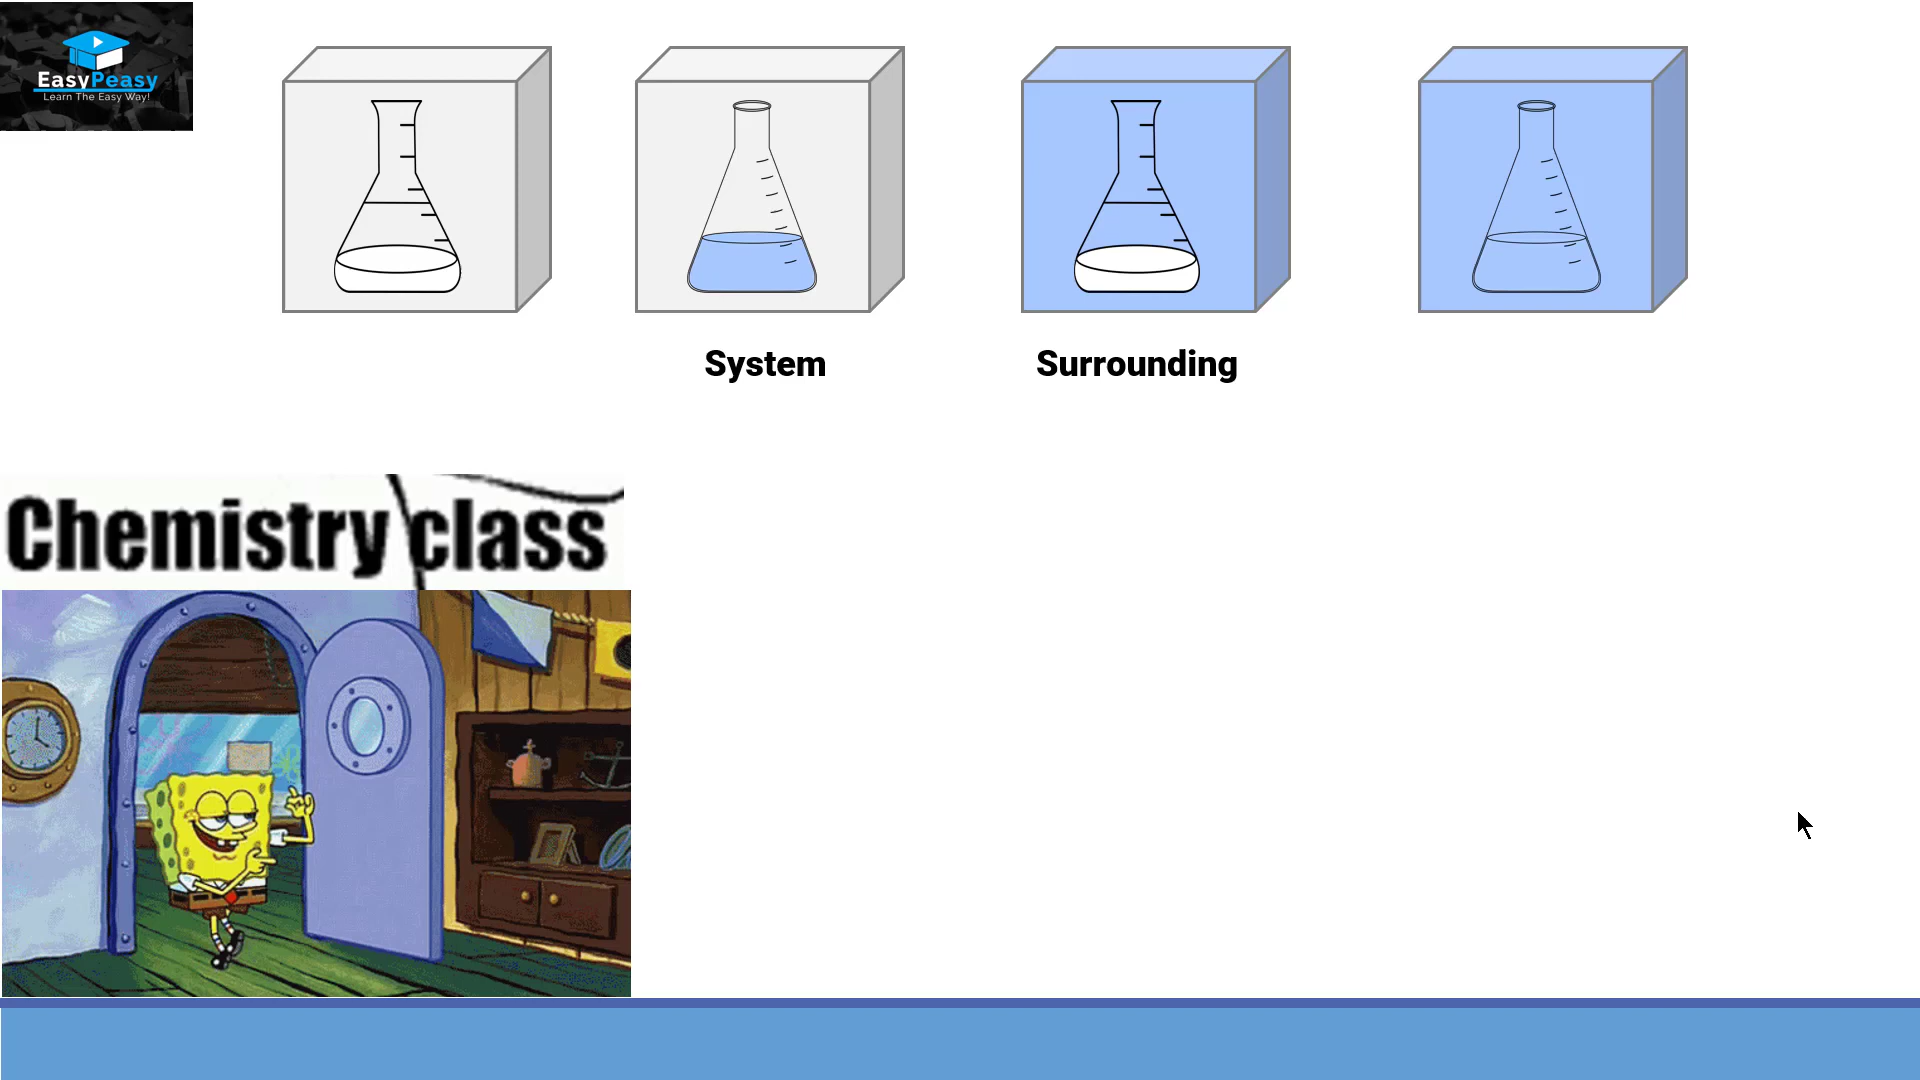 EasyPeasy
Learn The Easy Way!
System
Surrounding
Chemistry class